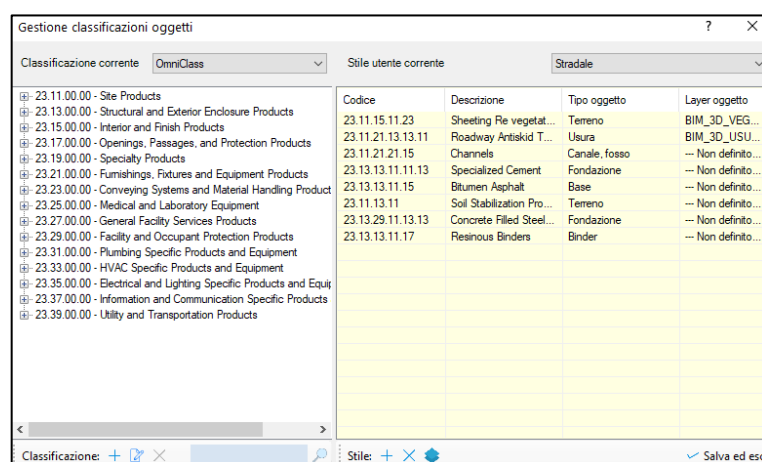 Gestione classificazioni oggetti ? X
Classificazione corrente OmniClass Stile utente corrente Stradale
23.11.00.00 - Site Products
23.13.00.00 - Structural and Exterior Enclosure Products
23.15.00.00 - Interior and Finish Products
23.17.00.00 - Openings, Passages, and Protection Products
23.19.00.00 - Specialty Products
23.21.00.00 - Furnishings, Fixtures and Equipment Products
23.23.00.00 - Conveying Systems and Material Handling Product
23.25.00.00 - Medical and Laboratory Equipment
23.27.00.00 - General Facility Services Products
23.29.00.00 - Facility and Occupant Protection Products
23.31.00.00 - Plumbing Specific Products and Equipment
23.33.00.00 - HVAC Specific Products and Equipment
23.35.00.00 - Electrical and Lighting Specific Products and Equip
23.37.00.00 - Information and Communication Specific Products
23.39.00.00 - Utility and Transportation Products
Codice Descrizione Tipo oggetto Layer oggetto
23.11.15.11.23 Sheeting Re vegetat... Terreno BIM_3D_VEG...
23.11.21.13.13.11 Roadway Antiskid T... Usura BIM_3D_USU...
23.11.21.21.15 Channels Canale, fosso --- Non definito...
23.13.13.11.11.13 Specialized Cement Fondazione --- Non definito...
23.13.13.11.15 Bitumen Asphalt Base --- Non definito...
23.11.13.11 Soil Stabilization Pro... Terreno --- Non definito...
23.13.29.11.13.13 Concrete Filled Steel... Fondazione --- Non definito...
23.13.13.11.17 Resinous Binders Binder --- Non definito...
Classificazione: Stile: Salva ed esc